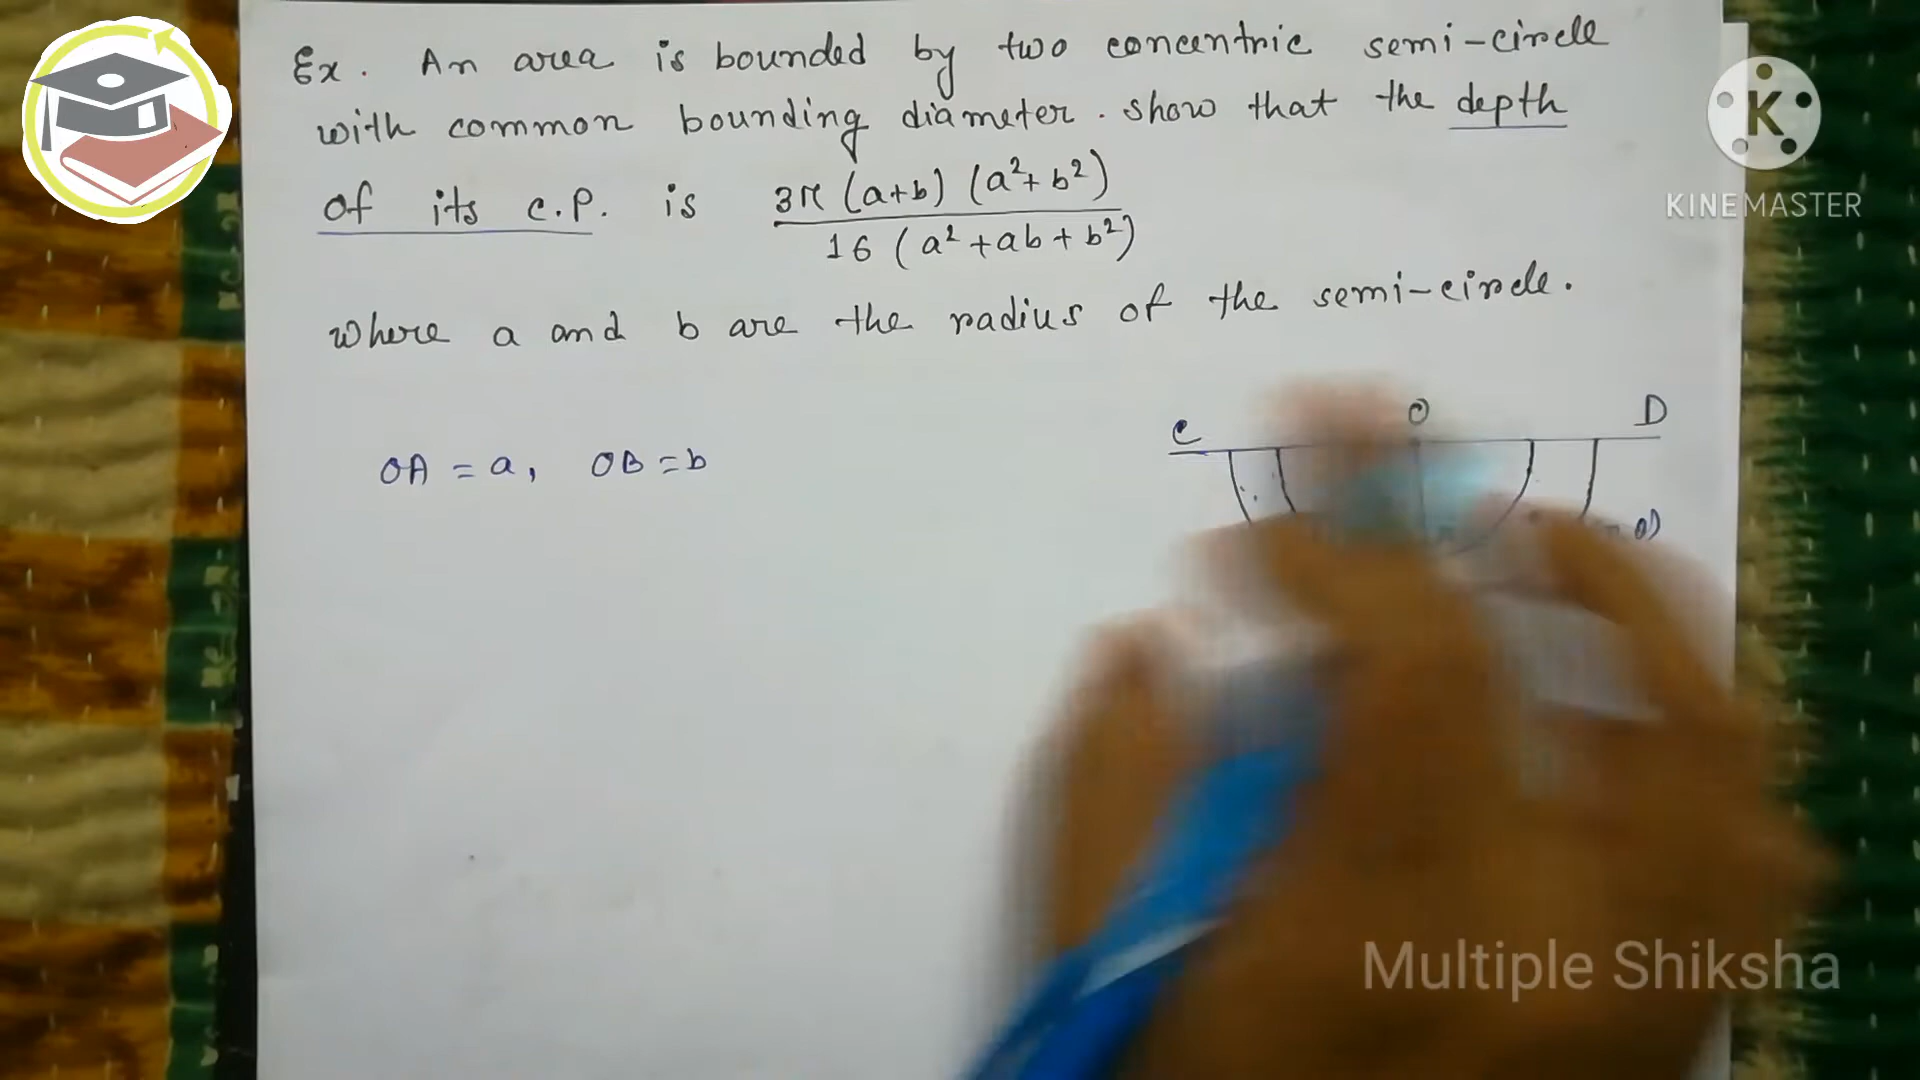 Ex. An area is bounded by two concentric semi-circle
with common bounding diameter. show that the depth
of its c.p. is 3π (a+b) (a²+ b²)
16 (a² + ab + b²)
where a and b are the radius of the semi-circle.
OA = a, OB = b
C
O
D
K
KINEMASTER
Multiple Shiksha